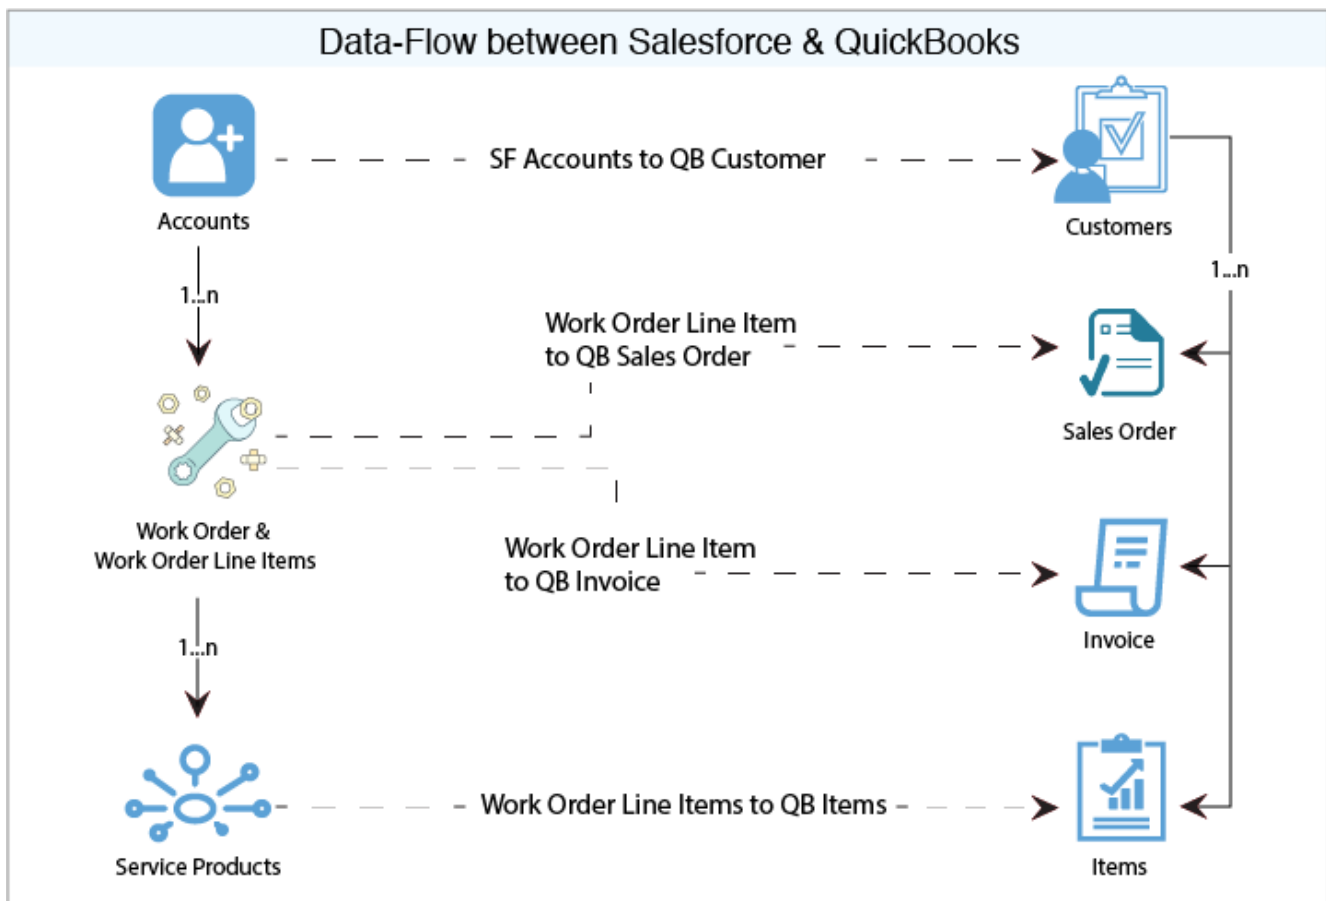 Data-Flow between Salesforce & QuickBooks
SF Accounts to QB Customer
Accounts
Customers
1...n
1...n
Work Order Line Item
to QB Sales Order
Sales Order
Work Order &
Work Order Line Items
Work Order Line Item
to QB Invoice
Invoice
1...n
Work Order Line Items to QB Items
Service Products
Items